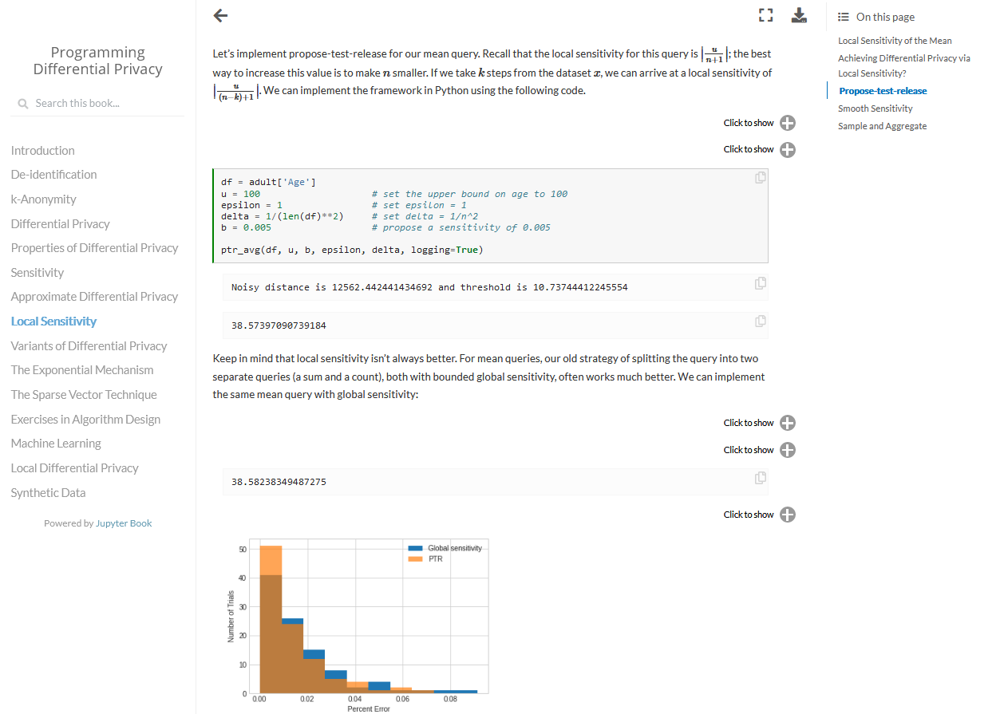 Programming
Differential Privacy
Search this book...
Introduction
De-identification
k-Anonymity
Differential Privacy
Properties of Differential Privacy
Sensitivity
Approximate Differential Privacy
Local Sensitivity
Variants of Differential Privacy
The Exponential Mechanism
The Sparse Vector Technique
Exercises in Algorithm Design
Machine Learning
Local Differential Privacy
Synthetic Data
Powered by Jupyter Book
Let's implement propose-test-release for our mean query. Recall that the local sensitivity for this query is |u/(n+1)|; the best
way to increase this value is to make n smaller. If we take k steps from the dataset x, we can arrive at a local sensitivity of
|u/((n−k)+1)|. We can implement the framework in Python using the following code.
Click to show
Click to show
df = adult['Age']
u = 100 # set the upper bound on age to 100
epsilon = 1 # set epsilon = 1
delta = 1/(len(df)**2) # set delta = 1/n^2
b = 0.005 # propose a sensitivity of 0.005
ptr_avg(df, u, b, epsilon, delta, logging=True)
Noisy distance is 12562.442441434692 and threshold is 10.73744412245554
38.57397090739184
Keep in mind that local sensitivity isn't always better. For mean queries, our old strategy of splitting the query into two
separate queries (a sum and a count), both with bounded global sensitivity, often works much better. We can implement
the same mean query with global sensitivity:
Click to show
Click to show
38.58238349487275
Click to show
Global sensitivity
PTR
Number of Trials
50
40
30
20
10
0
0.00 0.02 0.04 0.06 0.08
Percent Error
On this page
Local Sensitivity of the Mean
Achieving Differential Privacy via
Local Sensitivity?
Propose-test-release
Smooth Sensitivity
Sample and Aggregate